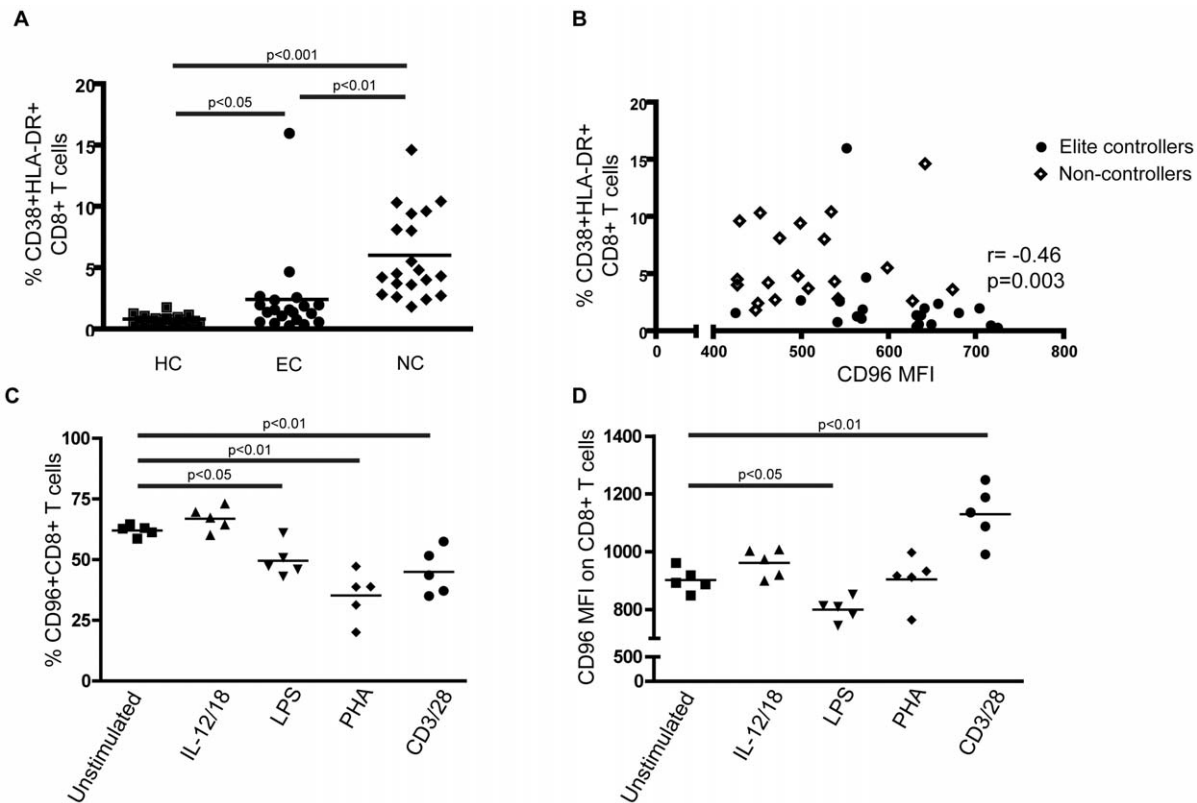 A
p<0.001
p<0.05
p<0.01
% CD38+HLA-DR+
CD8+ T cells
20
15
10
5
0
HC
EC
NC
B
% CD38+HLA-DR+
CD8+ T cells
20
15
10
5
0
Elite controllers
Non-controllers
r= -0.46
p=0.003
0
400
500
600
700
800
CD96 MFI
C
p<0.01
p<0.01
p<0.05
% CD96+CD8+ T cells
100
75
50
25
0
Unstimulated
IL-12/18
LPS
PHA
CD3/28
D
p<0.01
p<0.05
CD96 MFI on CD8+ T cells
1400
1200
1000
800
500
0
Unstimulated
IL-12/18
LPS
PHA
CD3/28